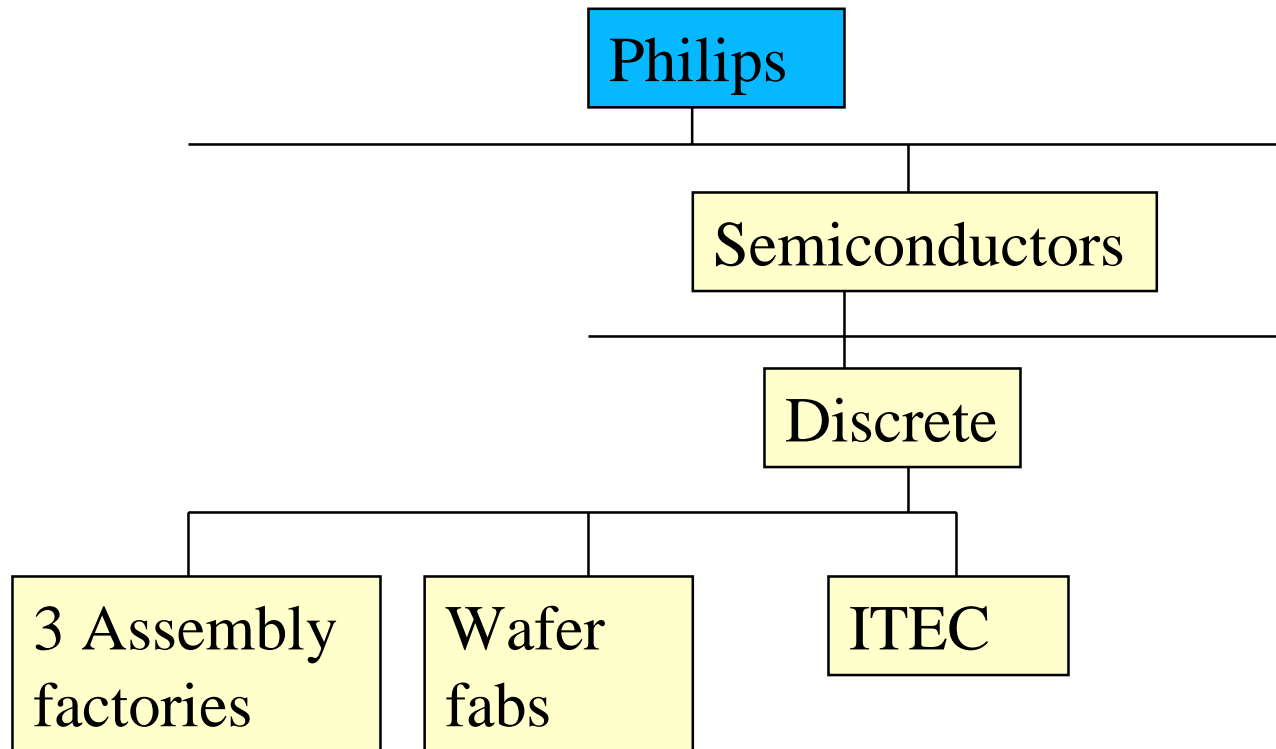 Philips
Semiconductors
Discrete
3 Assembly
factories
Wafer
fabs
ITEC